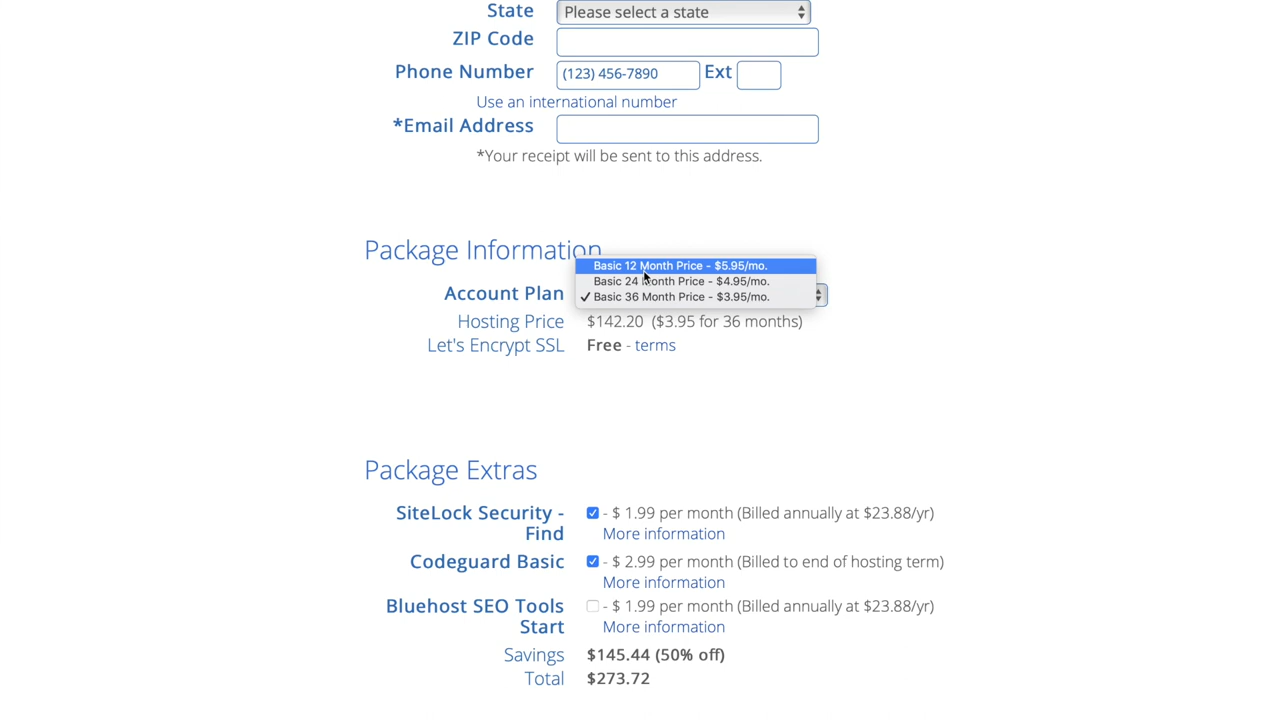 State Please select a state
ZIP Code
Phone Number (123) 456-7890 Ext
Use an international number
*Email Address
*Your receipt will be sent to this address.
Package Information
Basic 12 Month Price - $5.95/mo.
Account Plan Basic 24 Month Price - $4.95/mo.
✓ Basic 36 Month Price - $3.95/mo.
Hosting Price $142.20 ($3.95 for 36 months)
Let's Encrypt SSL Free - terms
Package Extras
SiteLock Security - Find - $ 1.99 per month (Billed annually at $23.88/yr)
More information
Codeguard Basic - $ 2.99 per month (Billed to end of hosting term)
More information
Bluehost SEO Tools Start - $ 1.99 per month (Billed annually at $23.88/yr)
More information
Savings $145.44 (50% off)
Total $273.72